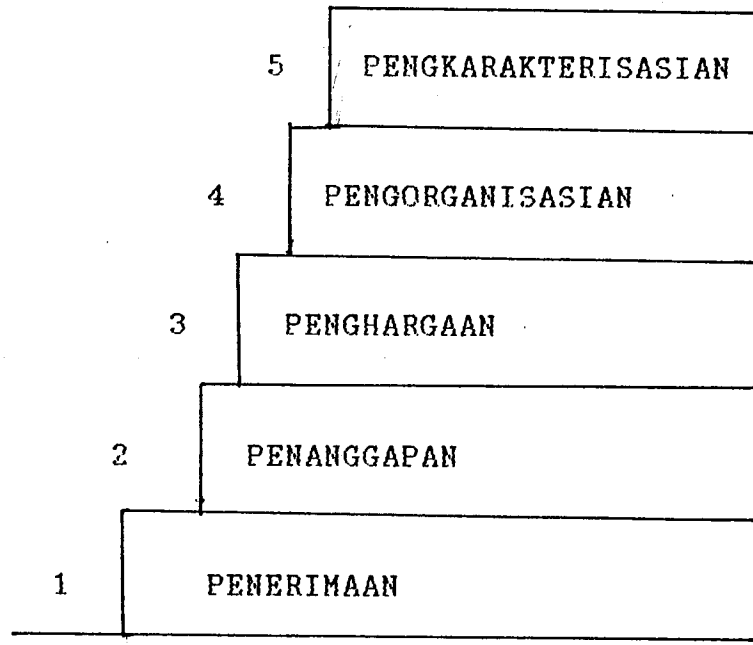 5 PENGKARAKTERISASIAN
4 PENGORGANISASIAN
3 PENGHARGAAN
2 PENANGGAPAN
1 PENERIMAAN